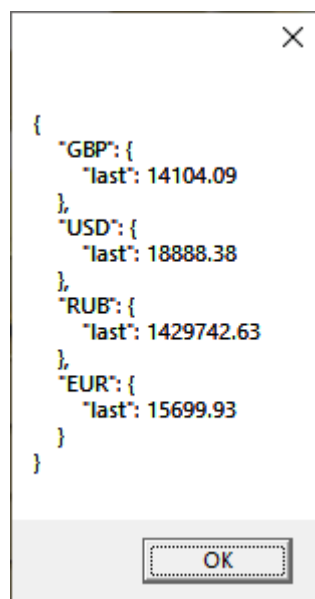 {
"GBP": {
"last": 14104.09
},
"USD": {
"last": 18888.38
},
"RUB": {
"last": 1429742.63
},
"EUR": {
"last": 15699.93
}
}
OK